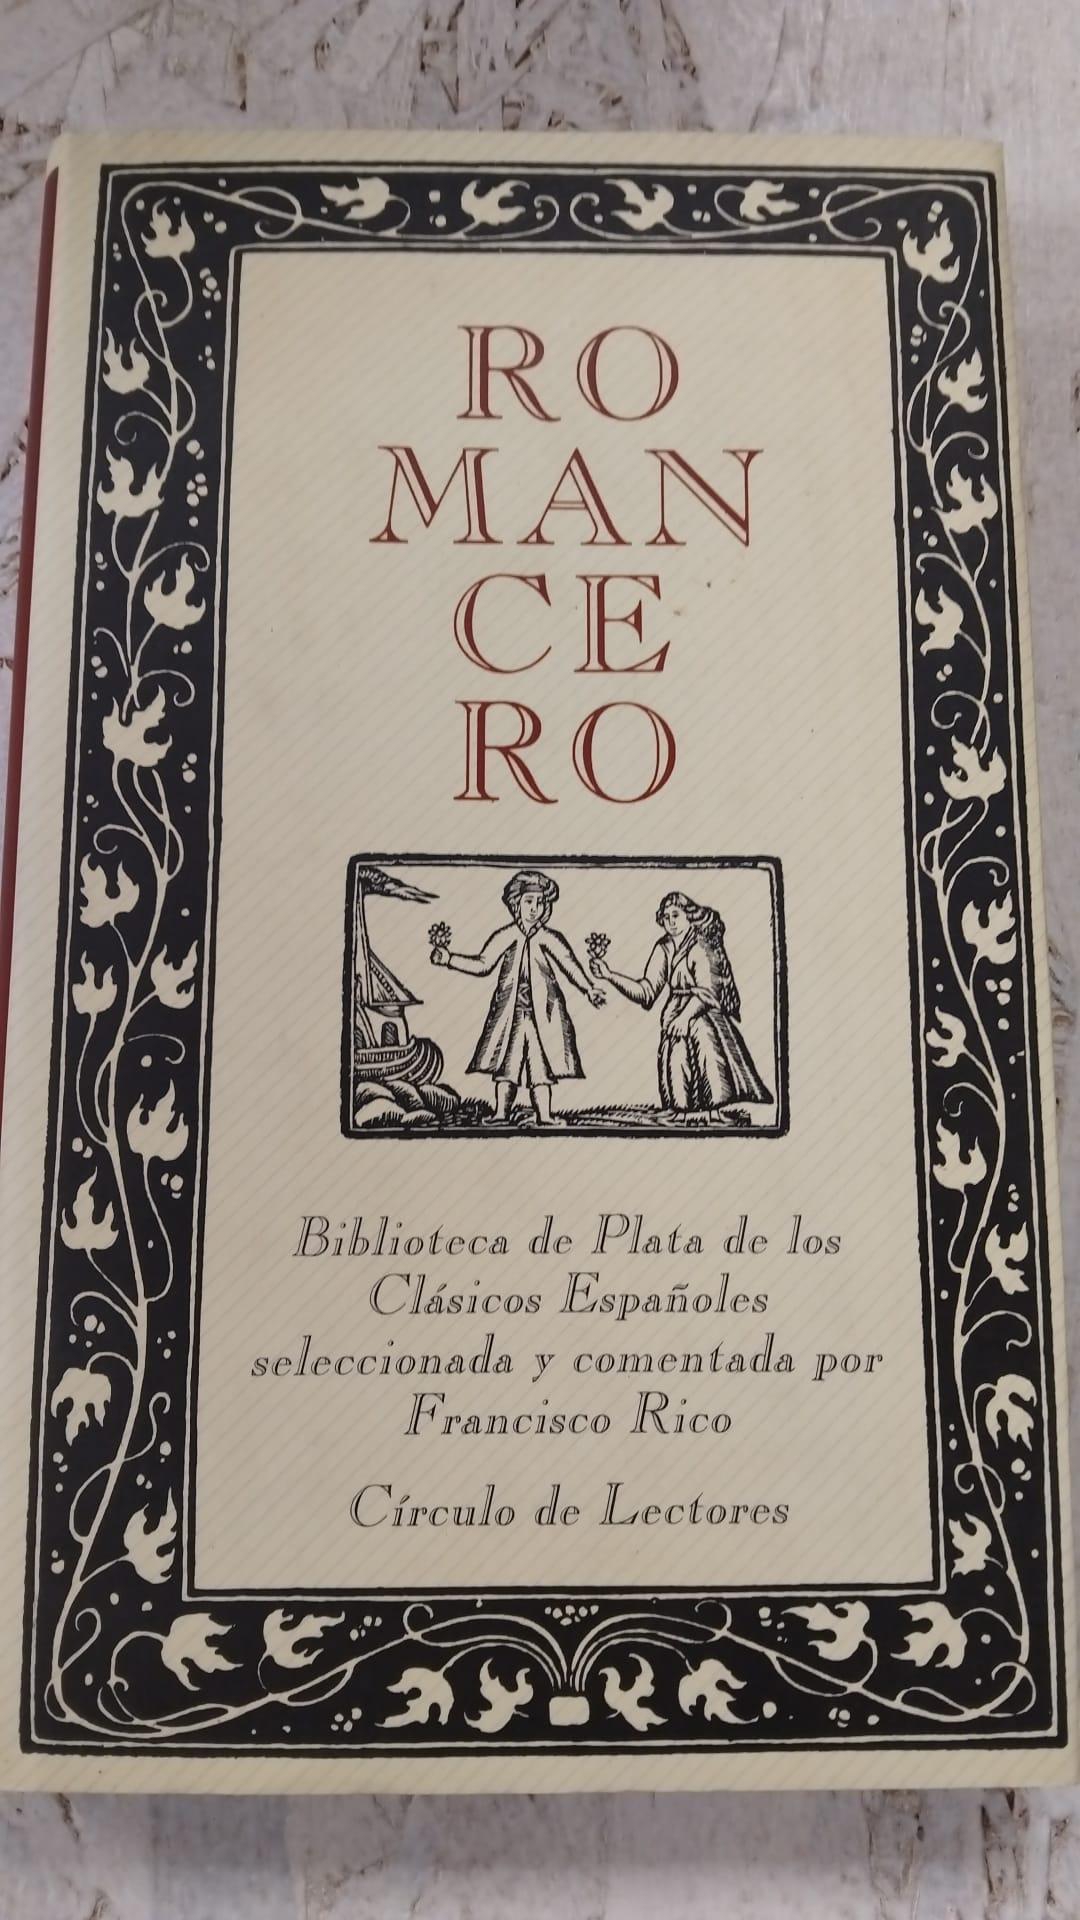 RO
MAN
CE
RO
Biblioteca de Plata de los
Clásicos Españoles
seleccionada y comentada por
Francisco Rico
Círculo de Lectores